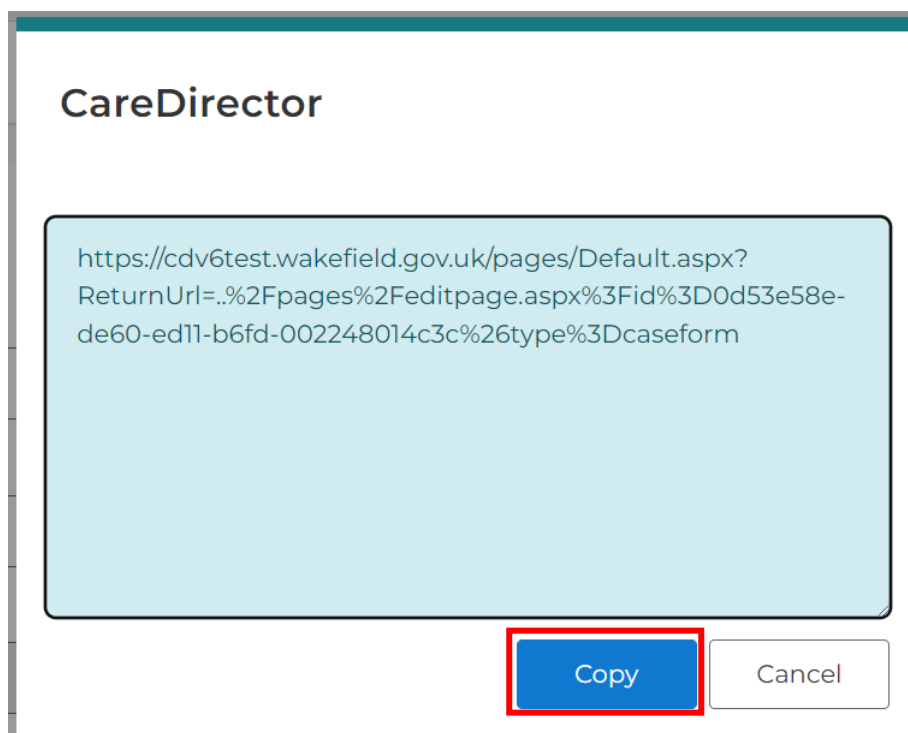 CareDirector
https://cdv6test.wakefield.gov.uk/pages/Default.aspx?
ReturnUrl=..%2Fpages%2Feditpage.aspx%3Fid%3D0d53e58e-
de60-ed11-b6fd-002248014c3c%26type%3Dcaseform
Copy Cancel